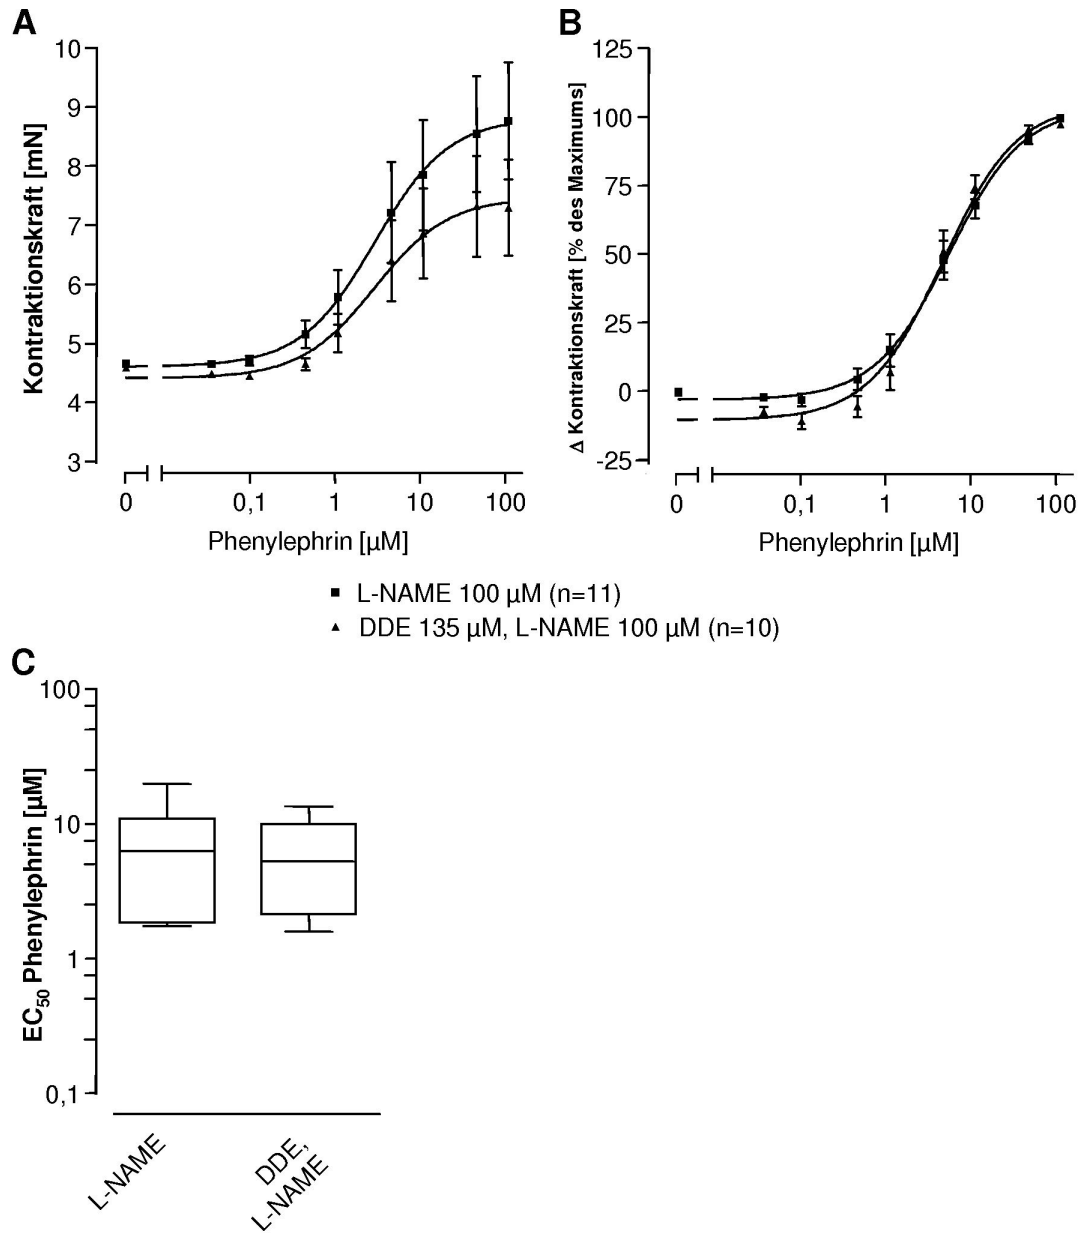 A
Kontraktionskraft [mN]
10
9
8
7
6
5
4
3
0 0,1 1 10 100
Phenylephrin [µM]
B
Δ Kontraktionskraft [% des Maximums]
125
100
75
50
25
0
-25
0 0,1 1 10 100
Phenylephrin [µM]
L-NAME 100 µM (n=11)
DDE 135 µM, L-NAME 100 µM (n=10)
C
EC50 Phenylephrin [µM]
100
10
1
0,1
L-NAME
DDE,
L-NAME